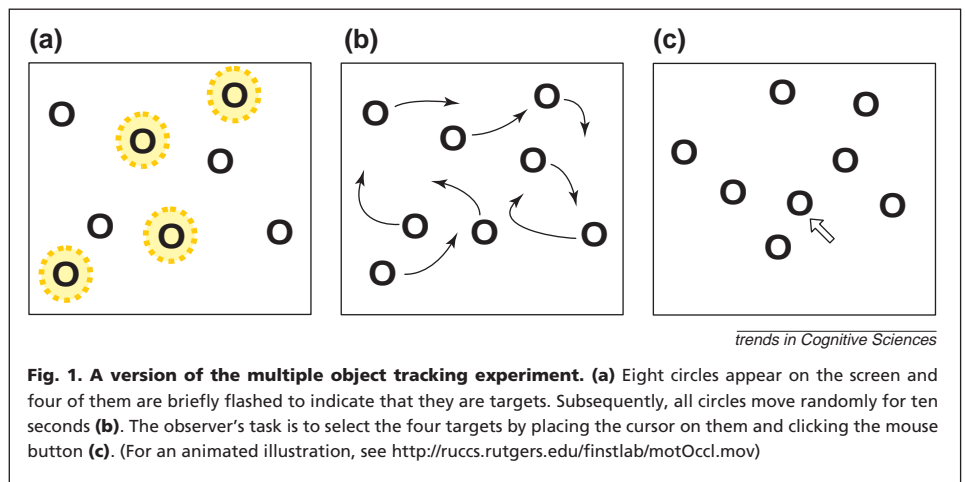 (a) (b) (c)
trends in Cognitive Sciences
Fig. 1. A version of the multiple object tracking experiment. (a) Eight circles appear on the screen and
four of them are briefly flashed to indicate that they are targets. Subsequently, all circles move randomly for ten
seconds (b). The observer's task is to select the four targets by placing the cursor on them and clicking the mouse
button (c). (For an animated illustration, see http://ruccs.rutgers.edu/finstlab/motOccl.mov)